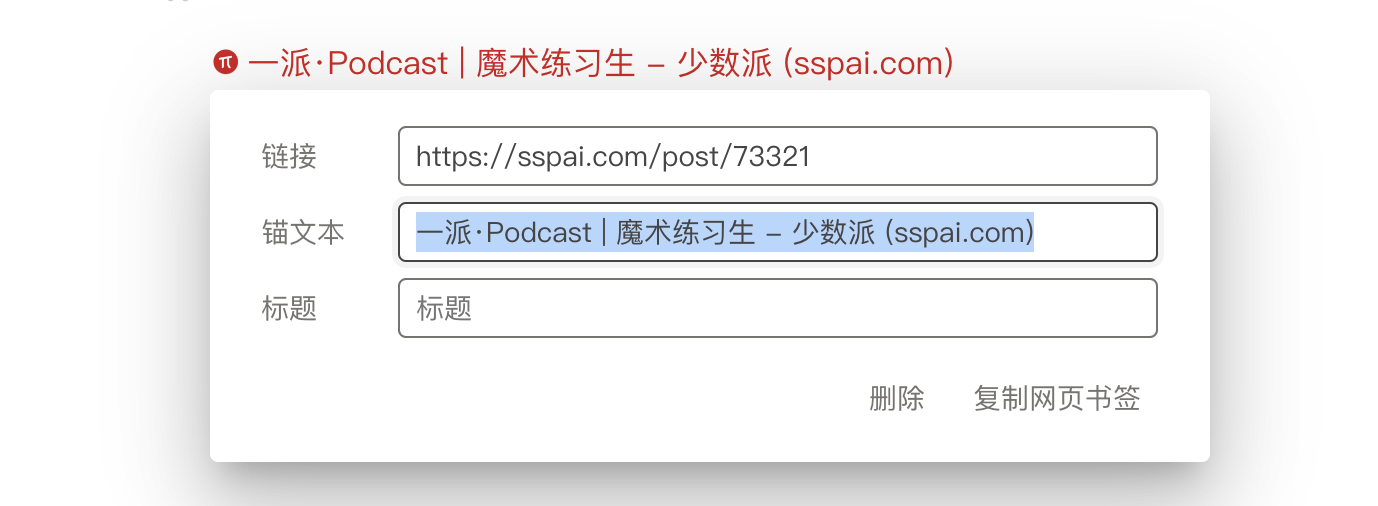 π 一派·Podcast | 魔术练习生 – 少数派 (sspai.com)
链接 https://sspai.com/post/73321
锚文本 一派·Podcast | 魔术练习生 – 少数派 (sspai.com)
标题 标题
删除 复制网页书签